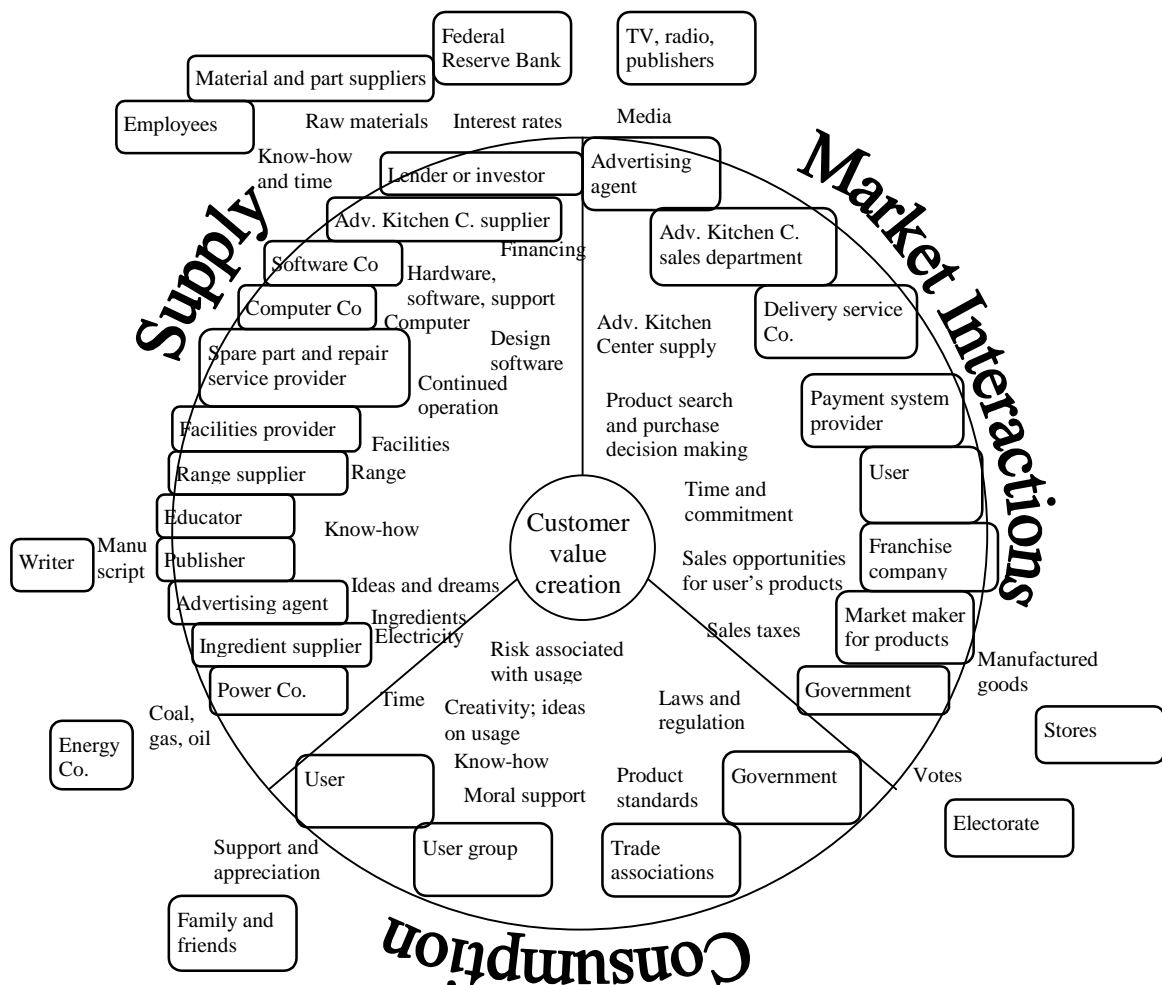 Federal
Reserve Bank
TV, radio,
publishers
Material and part suppliers
Employees
Raw materials
Interest rates
Media
Know-how
and time
Lender or investor
Advertising
agent
Adv. Kitchen C. supplier
Financing
Adv. Kitchen C.
sales department
Software Co
Hardware,
software, support
Computer Co
Computer
Delivery service
Co.
Adv. Kitchen
Center supply
Design
software
Spare part and repair
service provider
Continued
operation
Product search
and purchase
decision making
Payment system
provider
Facilities provider
Facilities
Range supplier
Range
User
Time and
commitment
Educator
Know-how
Customer
value
creation
Writer
Manu
script
Publisher
Franchise
company
Sales opportunities
for user's products
Ideas and dreams
Advertising agent
Ingredients
Market maker
for products
Sales taxes
Ingredient supplier
Electricity
Risk associated
with usage
Manufactured
goods
Power Co.
Time
Government
Laws and
regulation
Creativity; ideas
on usage
Coal,
gas, oil
Stores
Energy
Co.
Know-how
User
Product
standards
Government
Votes
Moral support
Electorate
Support and
appreciation
User group
Trade
associations
Family and
friends
Supply
Market Interactions
Consumption